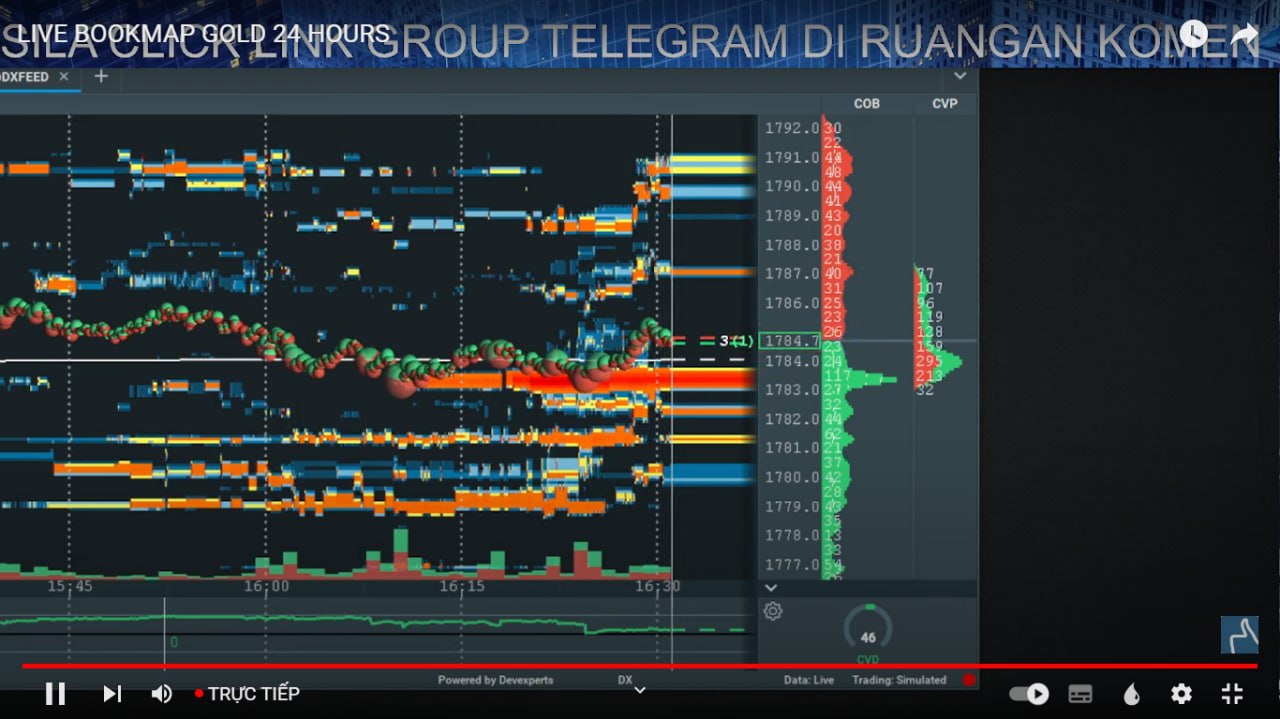 LIVE BOOKMAP GOLD 24 HOURS
SILA CLICK LINK GROUP TELEGRAM DI RUANGAN KOMEN
DXFEED × +
COB CVP
1792.0 30
22
1791.0 44
48
1790.0 44
41
1789.0 43
20
1788.0 38
21
1787.0 40 77
31 107
1786.0 25 96
23 119
26 128
3 (1) 1784.7 23 159
1784.0 24 295
117 213
1783.0 27 32
32
1782.0 44
62
1781.0 21
37
1780.0 42
28
1779.0 43
35
1778.0 13
33
1777.0 54
15:45 16:00 16:15 16:30
0
46
CVD
Powered by Devexperts DX Data: Live Trading: Simulated
TRỰC TIẾP